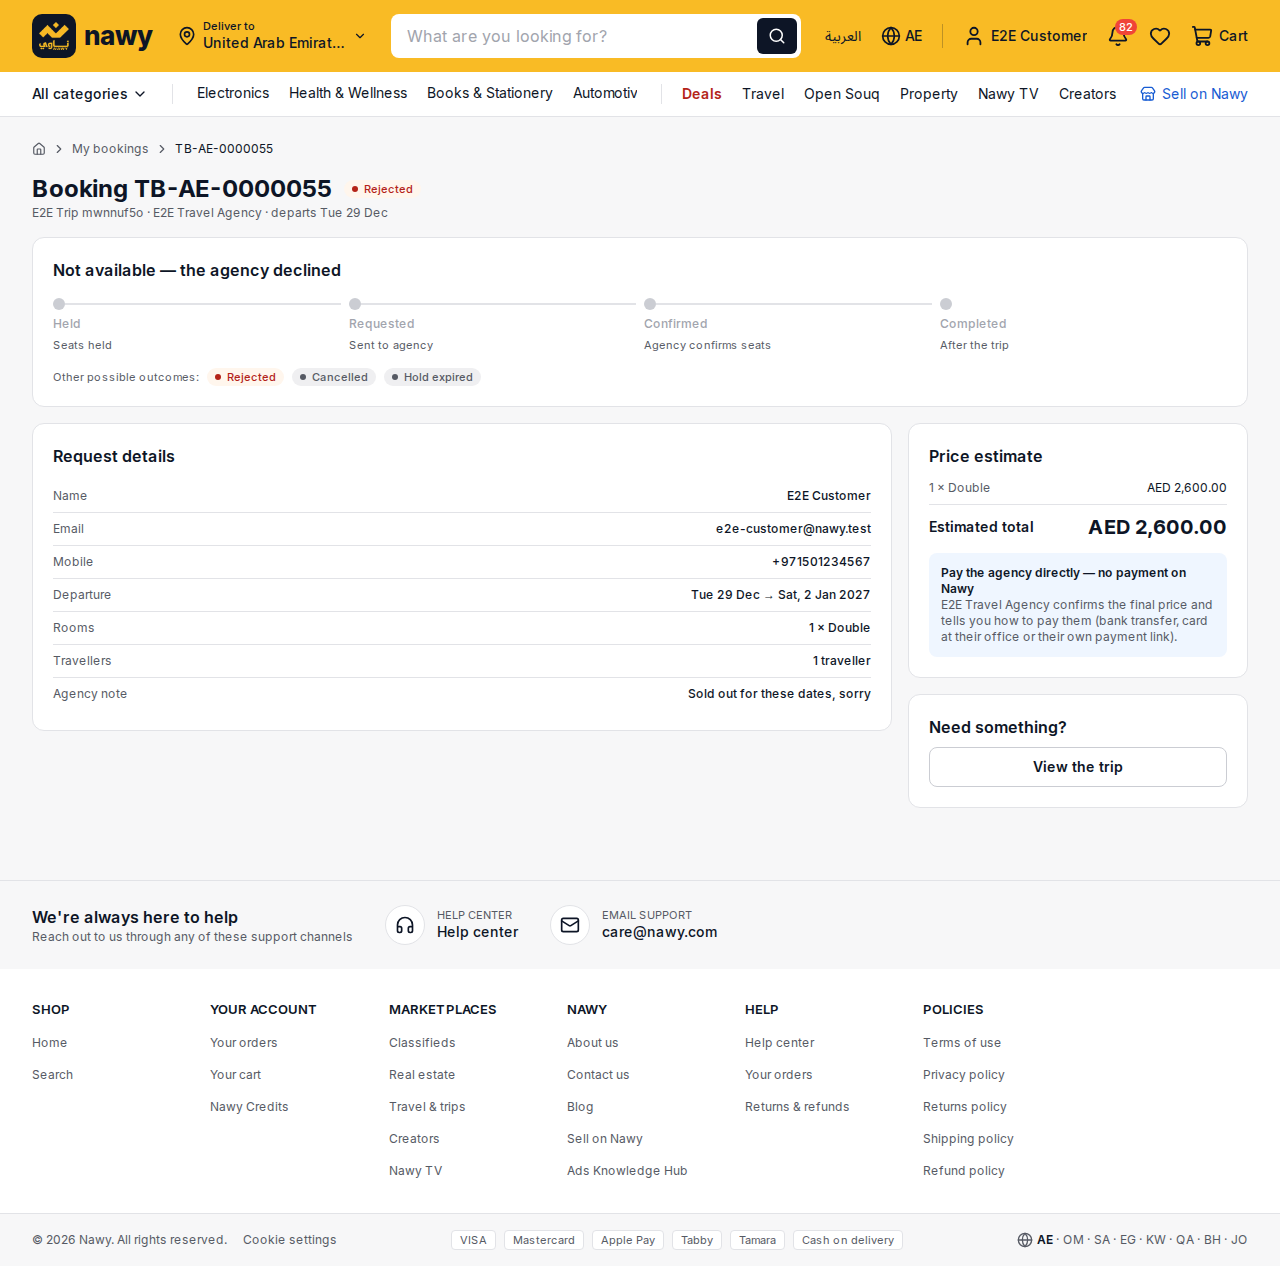 ناوي
NAWY
nawy
Deliver to
United Arab Emirat...
What are you looking for?
العربية
AE
E2E Customer
82
Cart
All categories
Electronics
Health & Wellness
Books & Stationery
Automotiv
Deals
Travel
Open Souq
Property
Nawy TV
Creators
Sell on Nawy
My bookings
TB-AE-0000055
Booking TB-AE-0000055
Rejected
E2E Trip mwnnuf5o · E2E Travel Agency · departs Tue 29 Dec
Not available — the agency declined
Held
Requested
Confirmed
Completed
Seats held
Sent to agency
Agency confirms seats
After the trip
Other possible outcomes:
Rejected
Cancelled
Hold expired
Request details
Name
E2E Customer
Email
e2e-customer@nawy.test
Mobile
+971501234567
Departure
Tue 29 Dec → Sat, 2 Jan 2027
Rooms
1 × Double
Travellers
1 traveller
Agency note
Sold out for these dates, sorry
Price estimate
1 × Double
AED 2,600.00
Estimated total
AED 2,600.00
Pay the agency directly — no payment on
Nawy
E2E Travel Agency confirms the final price and
tells you how to pay them (bank transfer, card
at their office or their own payment link).
Need something?
View the trip
We're always here to help
Reach out to us through any of these support channels
HELP CENTER
Help center
EMAIL SUPPORT
care@nawy.com
SHOP
Home
Search
YOUR ACCOUNT
Your orders
Your cart
Nawy Credits
MARKETPLACES
Classifieds
Real estate
Travel & trips
Creators
Nawy TV
NAWY
About us
Contact us
Blog
Sell on Nawy
Ads Knowledge Hub
HELP
Help center
Your orders
Returns & refunds
POLICIES
Terms of use
Privacy policy
Returns policy
Shipping policy
Refund policy
© 2026 Nawy. All rights reserved.
Cookie settings
VISA
Mastercard
Apple Pay
Tabby
Tamara
Cash on delivery
AE · OM · SA · EG · KW · QA · BH · JO